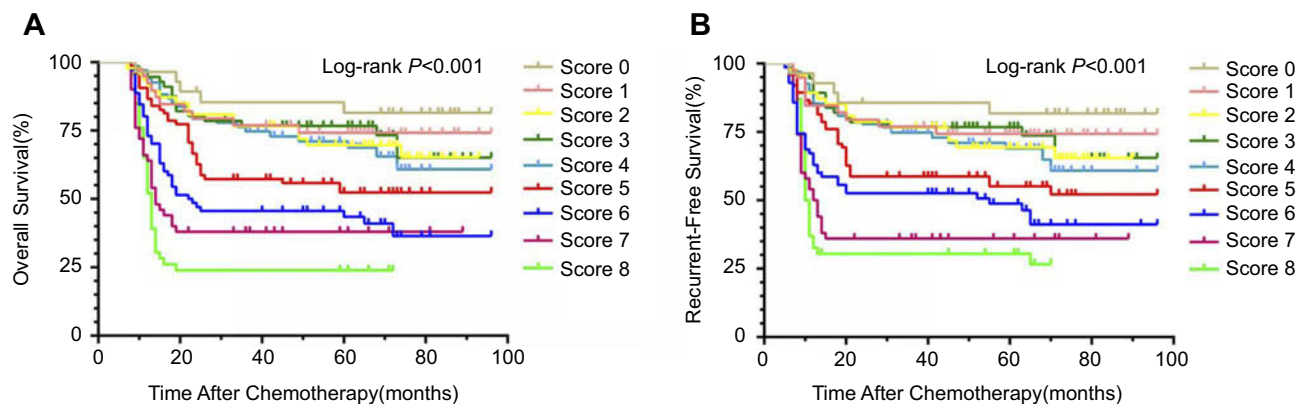 A
Overall Survival(%)
100
75
50
25
0
0 20 40 60 80 100
Time After Chemotherapy(months)
Log-rank P<0.001
Score 0
Score 1
Score 2
Score 3
Score 4
Score 5
Score 6
Score 7
Score 8
B
Recurrent-Free Survival(%)
100
75
50
25
0
0 20 40 60 80 100
Time After Chemotherapy(months)
Log-rank P<0.001
Score 0
Score 1
Score 2
Score 3
Score 4
Score 5
Score 6
Score 7
Score 8